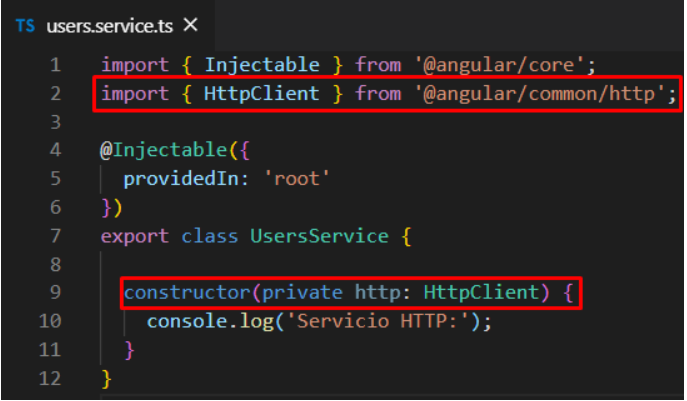 TS users.service.ts ✕
1 import { Injectable } from '@angular/core';
2 import { HttpClient } from '@angular/common/http';
3
4 @Injectable({
5   providedIn: 'root'
6 })
7 export class UsersService {
8
9   constructor(private http: HttpClient) {
10     console.log('Servicio HTTP:');
11   }
12 }